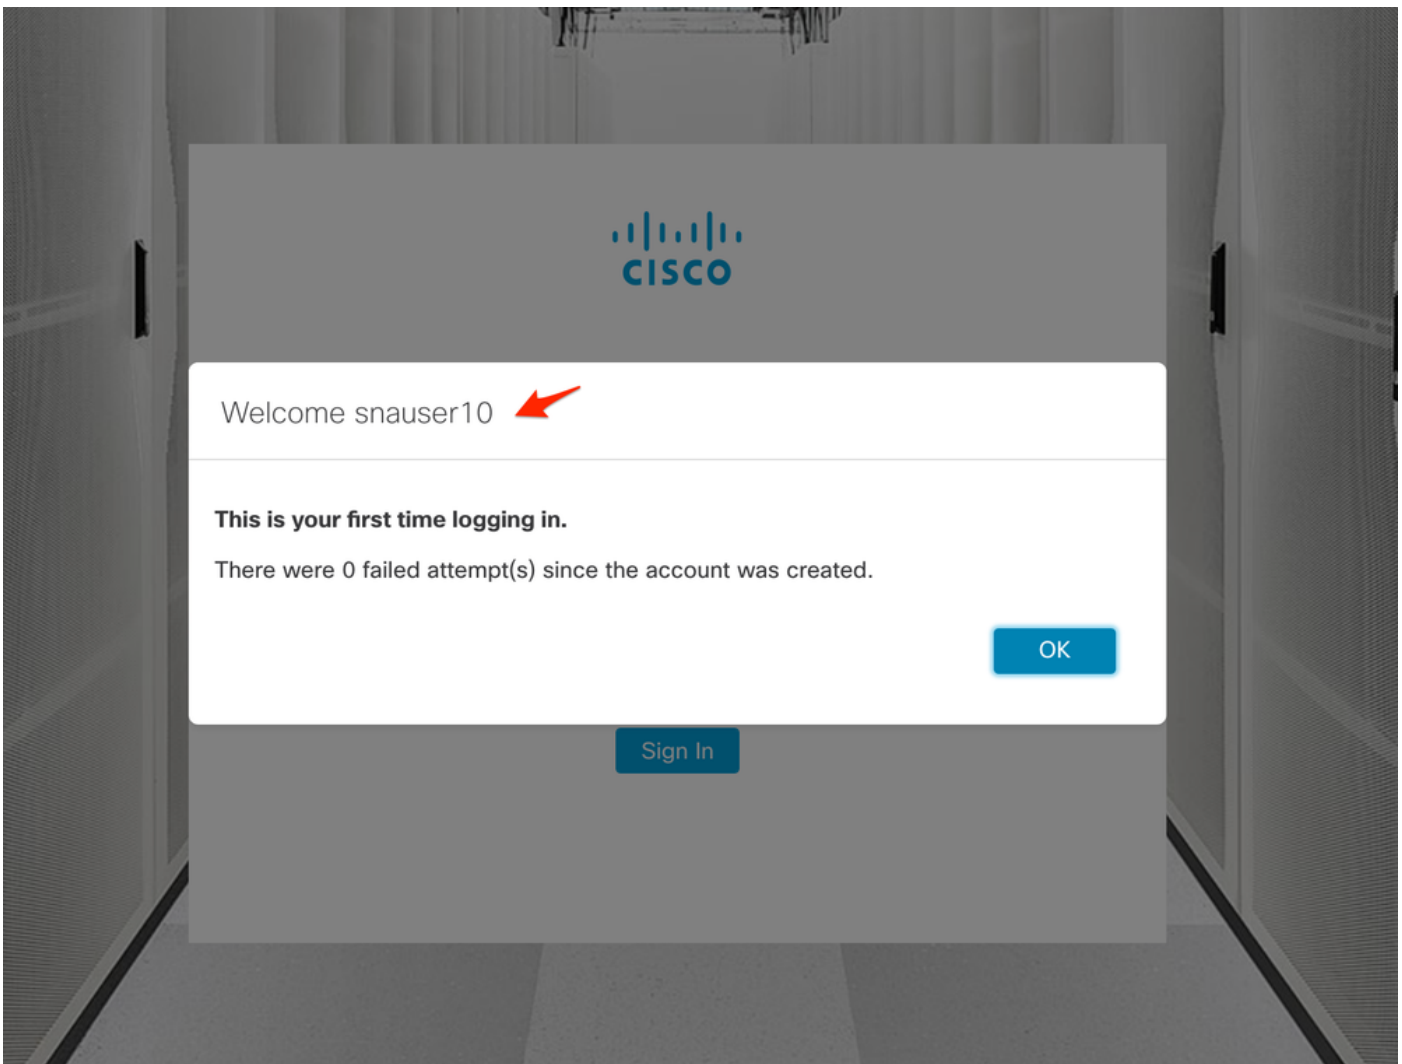 CISCO
Welcome snauser10
This is your first time logging in.
There were 0 failed attempt(s) since the account was created.
OK
Sign In